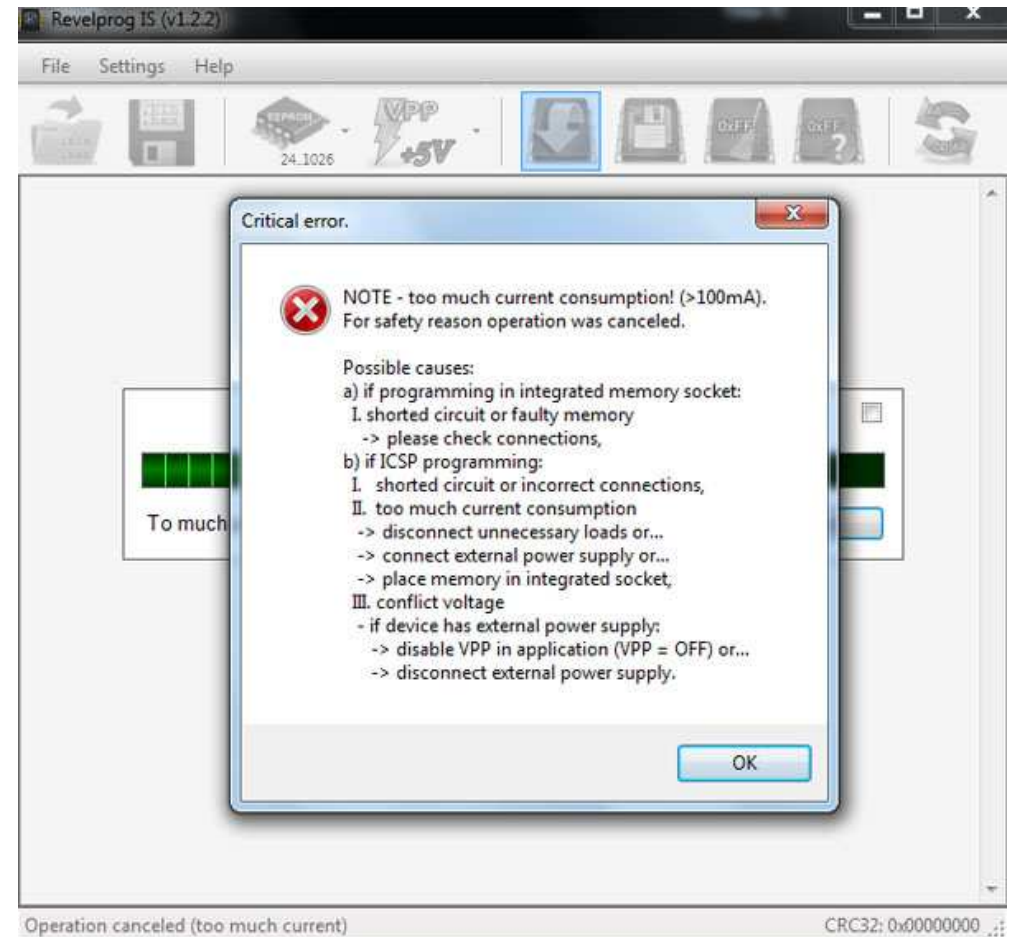 Revelprog IS (v1.2.2)
File Settings Help
EEPROM
24_1026
VPP
+5V
0xFF
0xFF
?
Critical error.
NOTE - too much current consumption! (>100mA).
For safety reason operation was canceled.
Possible causes:
a) if programming in integrated memory socket:
I. shorted circuit or faulty memory
-> please check connections,
b) if ICSP programming:
I. shorted circuit or incorrect connections,
II. too much current consumption
-> disconnect unnecessary loads or...
-> connect external power supply or...
-> place memory in integrated socket,
III. conflict voltage
- if device has external power supply:
-> disable VPP in application (VPP = OFF) or...
-> disconnect external power supply.
OK
To much
Operation canceled (too much current)
CRC32: 0x00000000